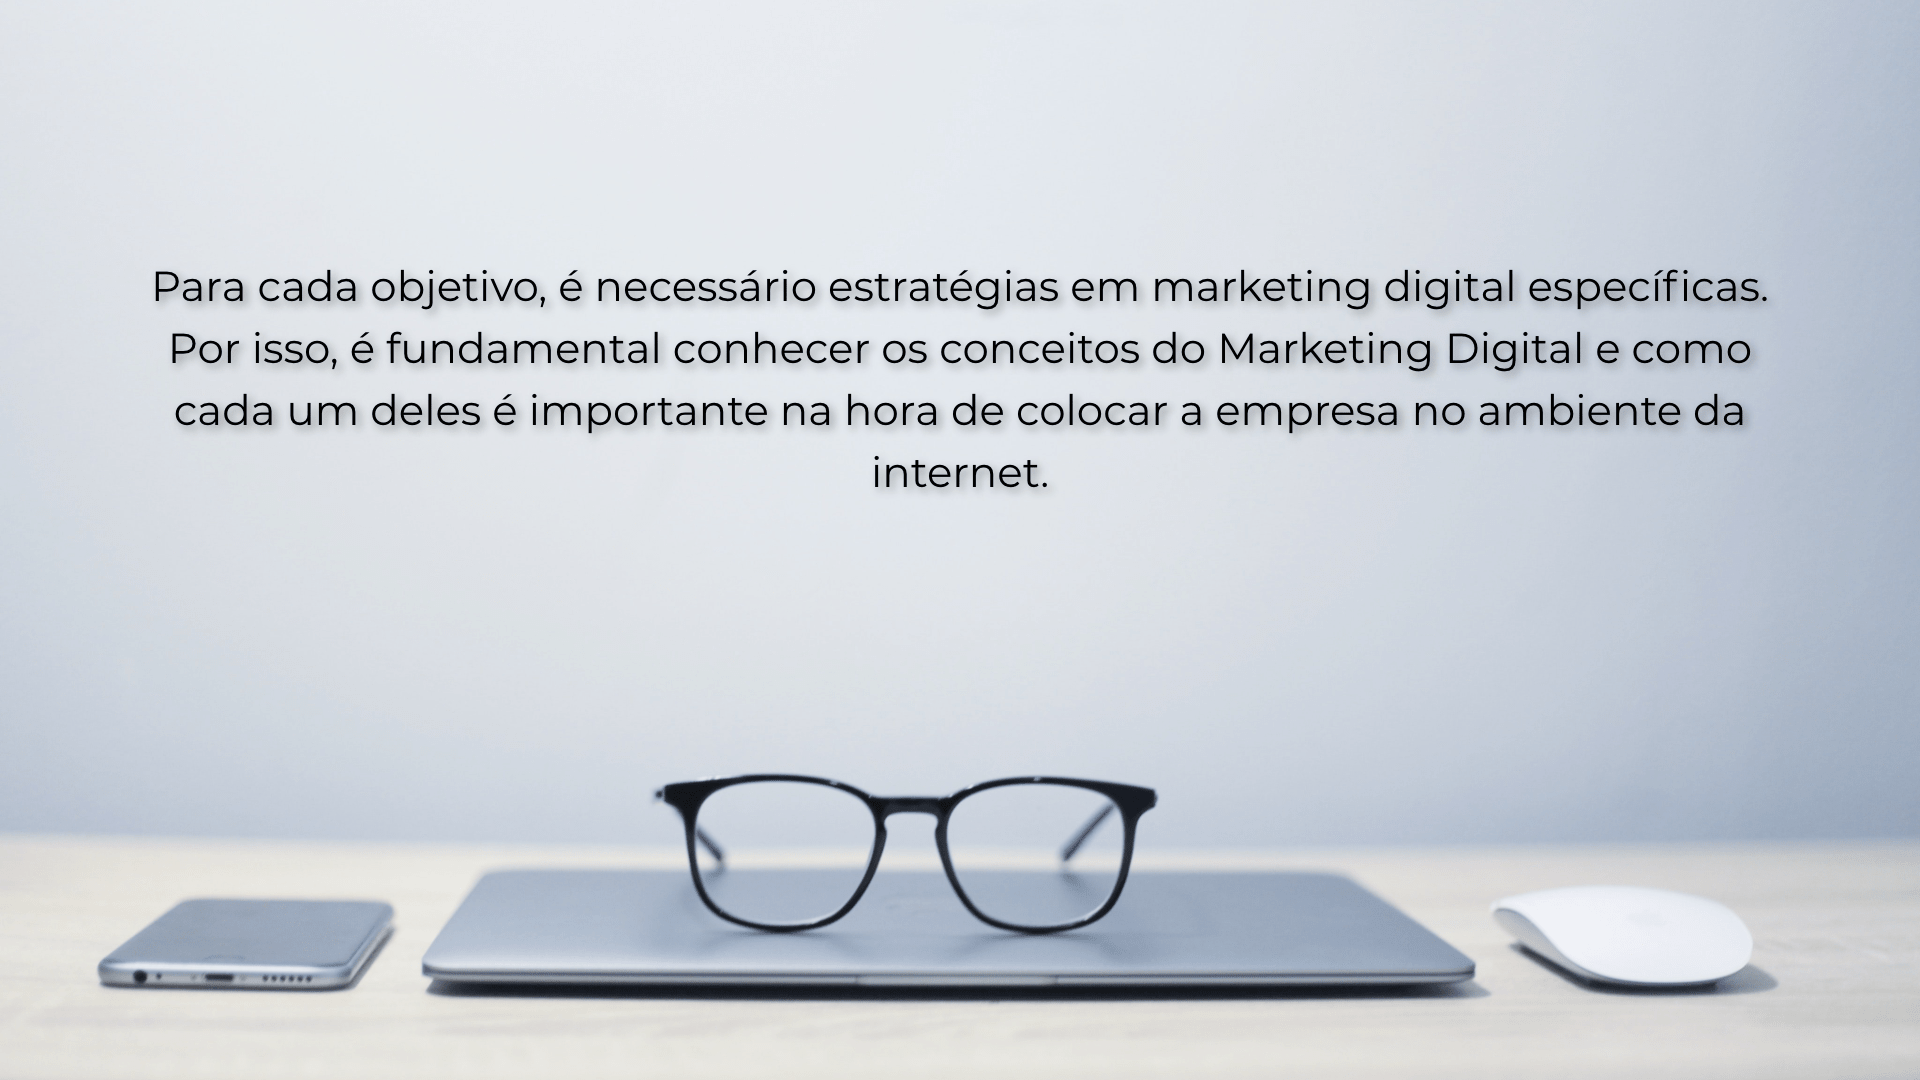 Para cada objetivo, é necessário estratégias em marketing digital específicas.
Por isso, é fundamental conhecer os conceitos do Marketing Digital e como
cada um deles é importante na hora de colocar a empresa no ambiente da
internet.